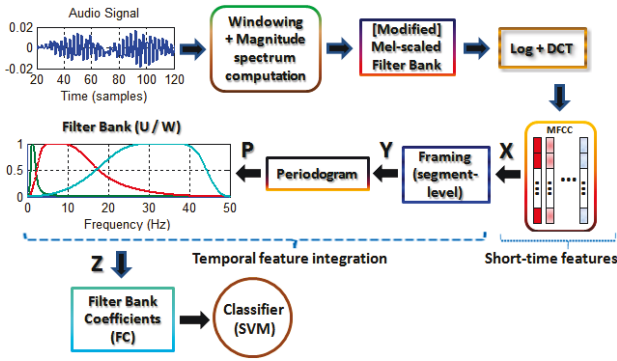 Audio Signal
0.02
0
-0.02
20 40 60 80 100 120
Time (samples)
Windowing
+ Magnitude
spectrum
computation
[Modified]
Mel-scaled
Filter Bank
Log + DCT
MFCC
X
Framing
(segment-
level)
Y
Periodogram
P
Filter Bank (U / W)
1
0.5
0
0 10 20 30 40 50
Frequency (Hz)
Temporal feature integration
Short-time features
Z
Filter Bank
Coefficients
(FC)
Classifier
(SVM)